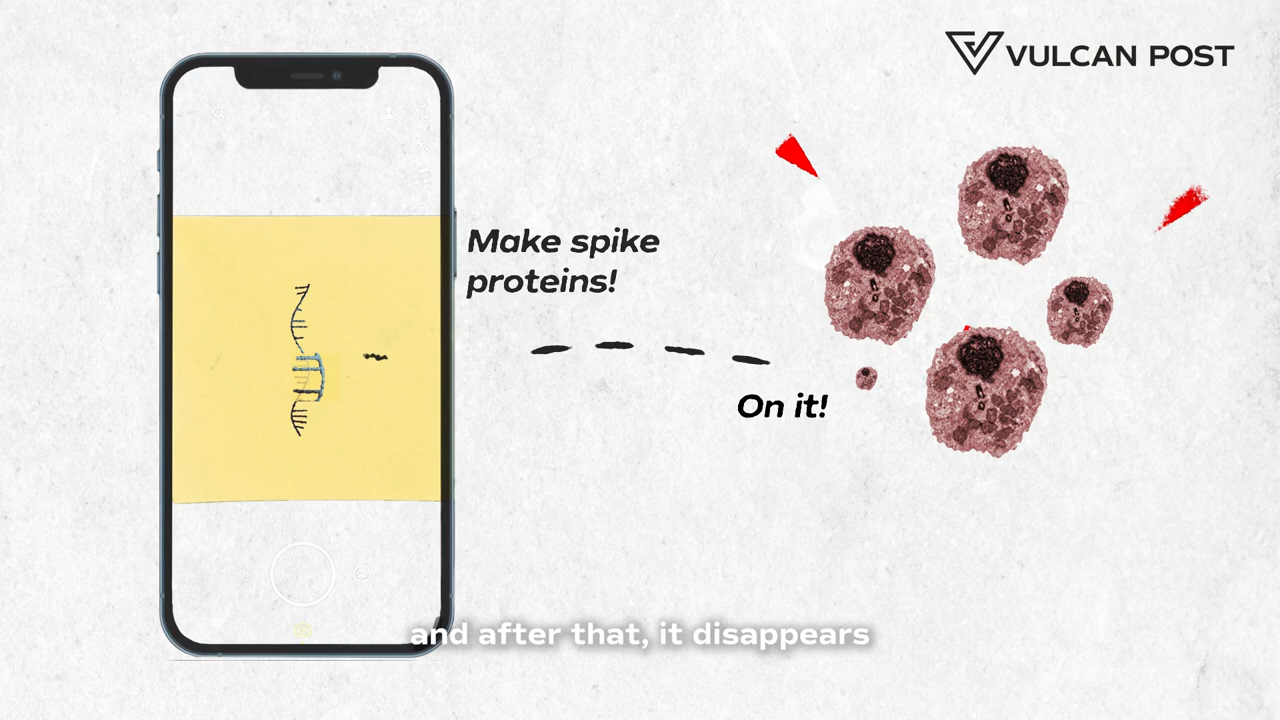 VULCAN POST
Make spike
proteins!
On it!
and after that, it disappears